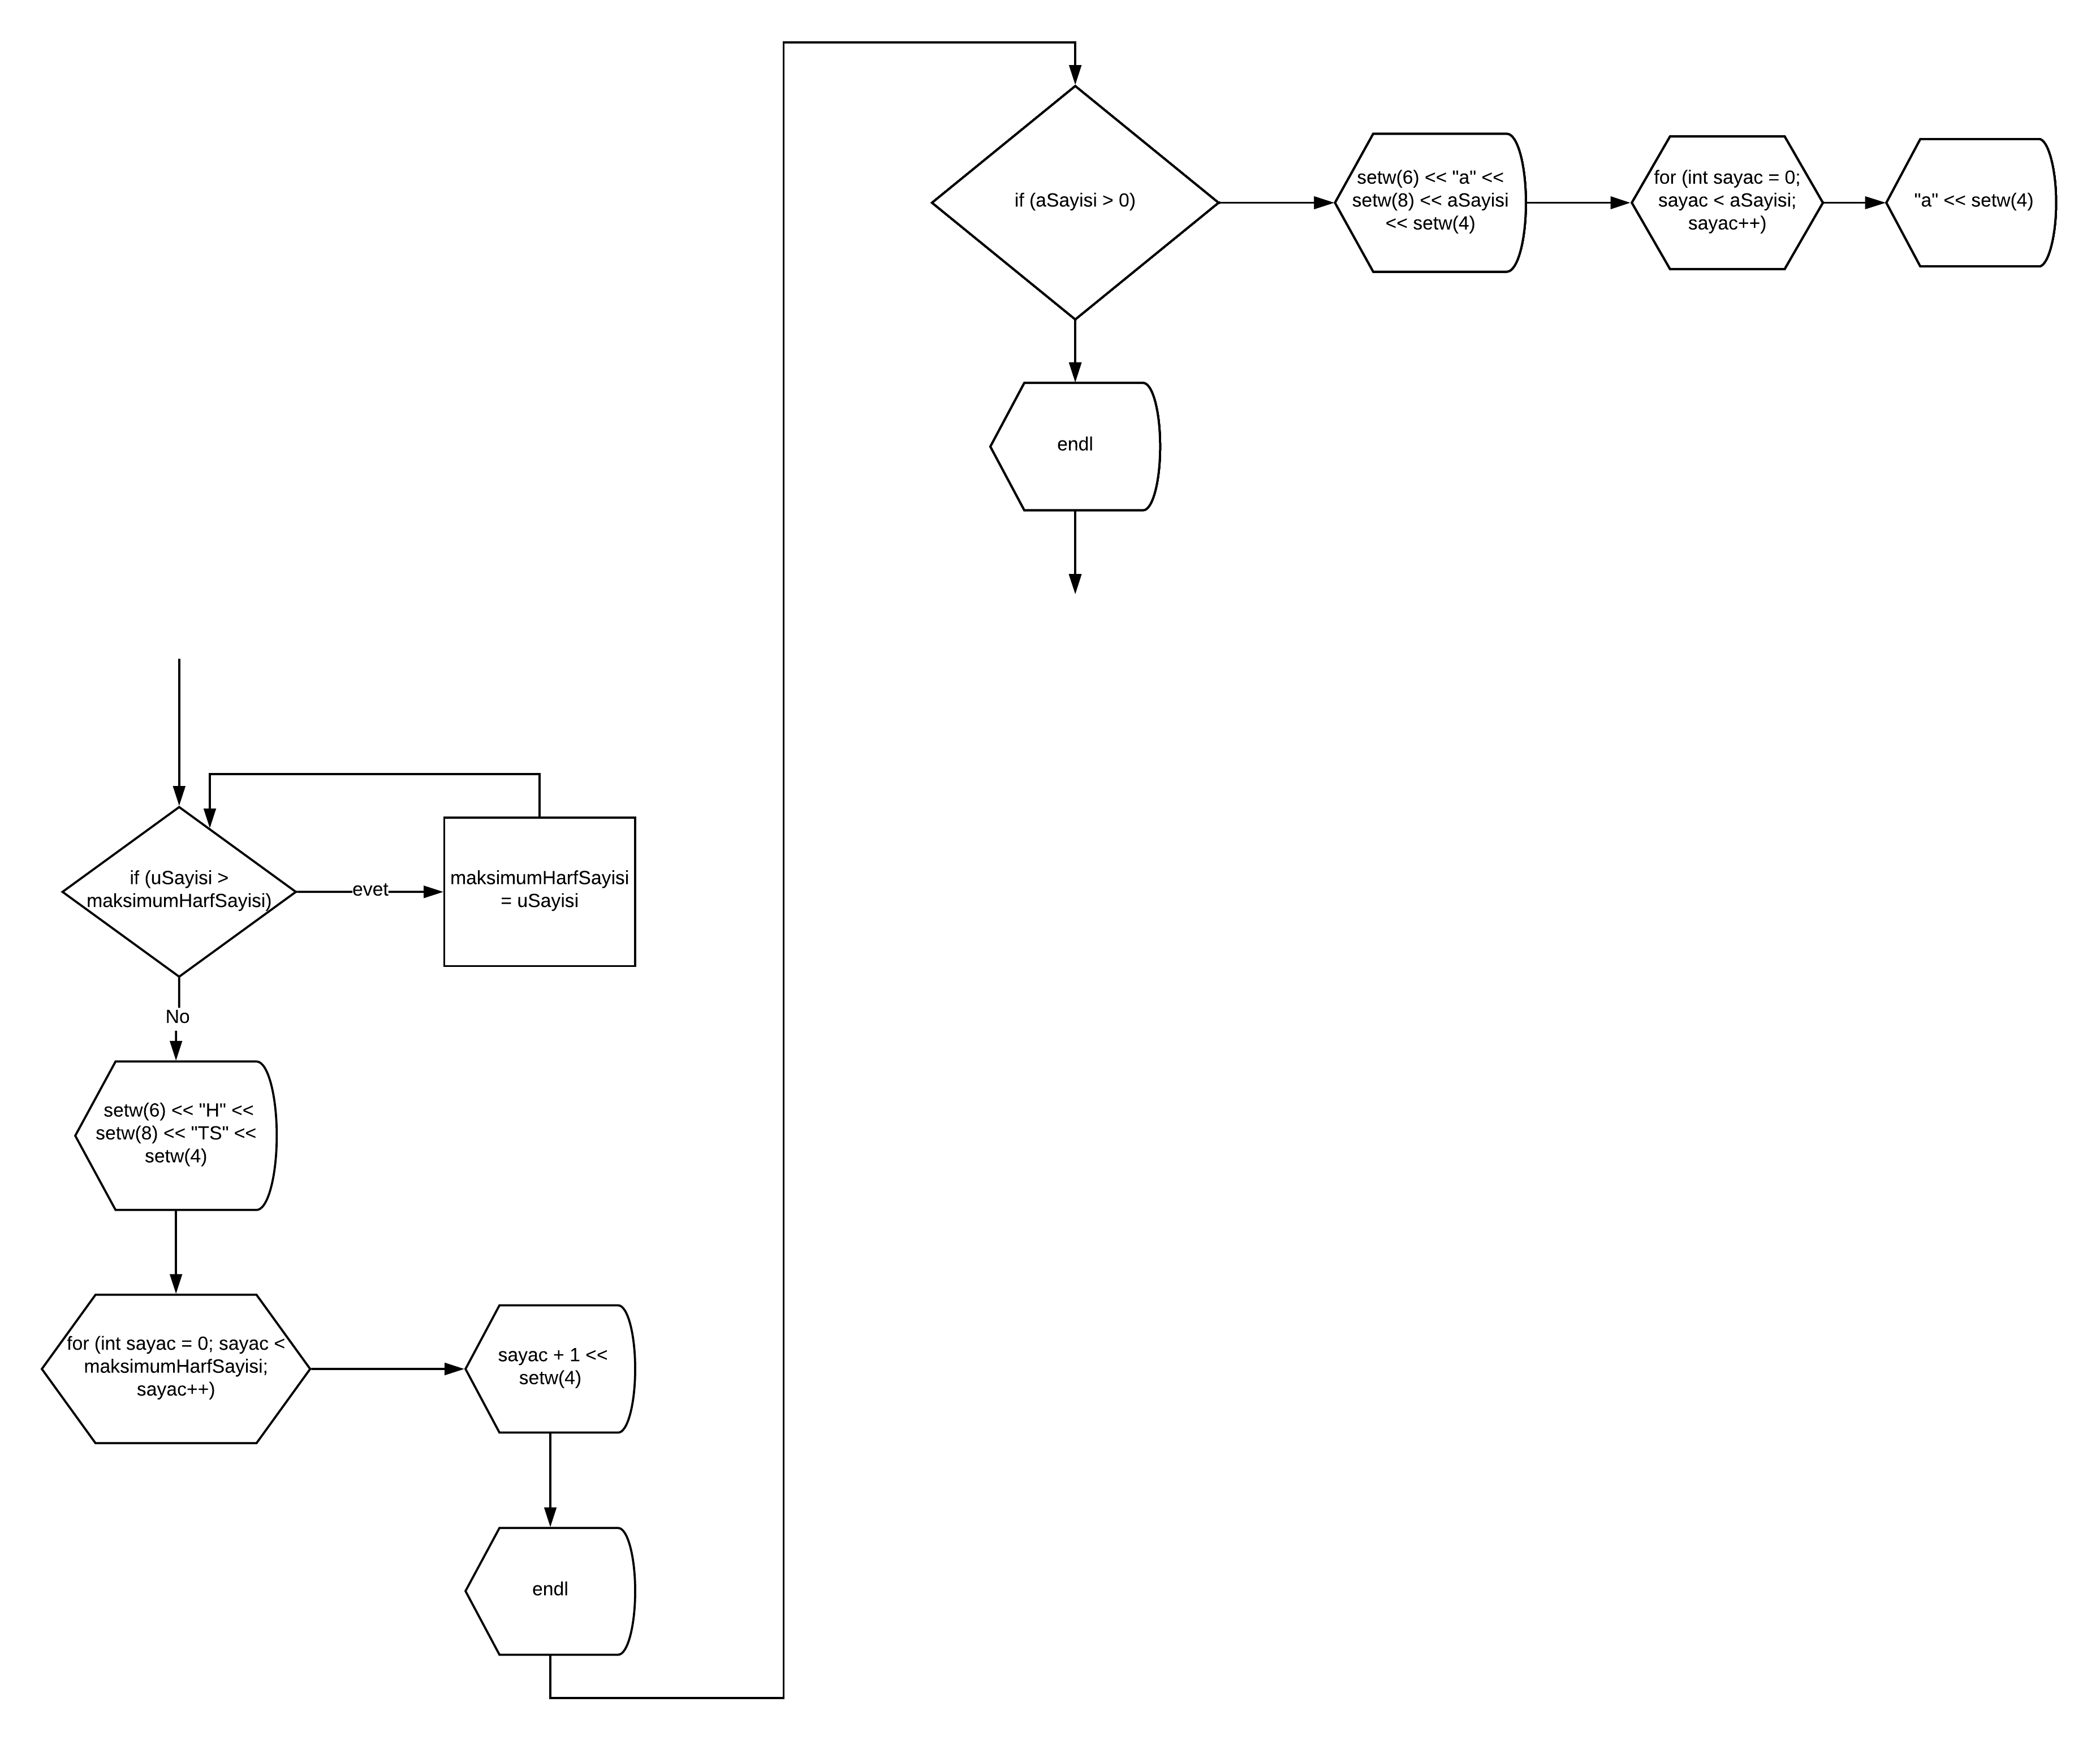 if (uSayisi >
maksimumHarfSayisi)
evet
maksimumHarfSayisi
= uSayisi
No
setw(6) << "H" <<
setw(8) << "TS" <<
setw(4)
for (int sayac = 0; sayac <
maksimumHarfSayisi;
sayac++)
sayac + 1 <<
setw(4)
endl
if (aSayisi > 0)
setw(6) << "a" <<
setw(8) << aSayisi
<< setw(4)
for (int sayac = 0;
sayac < aSayisi;
sayac++)
"a" << setw(4)
endl